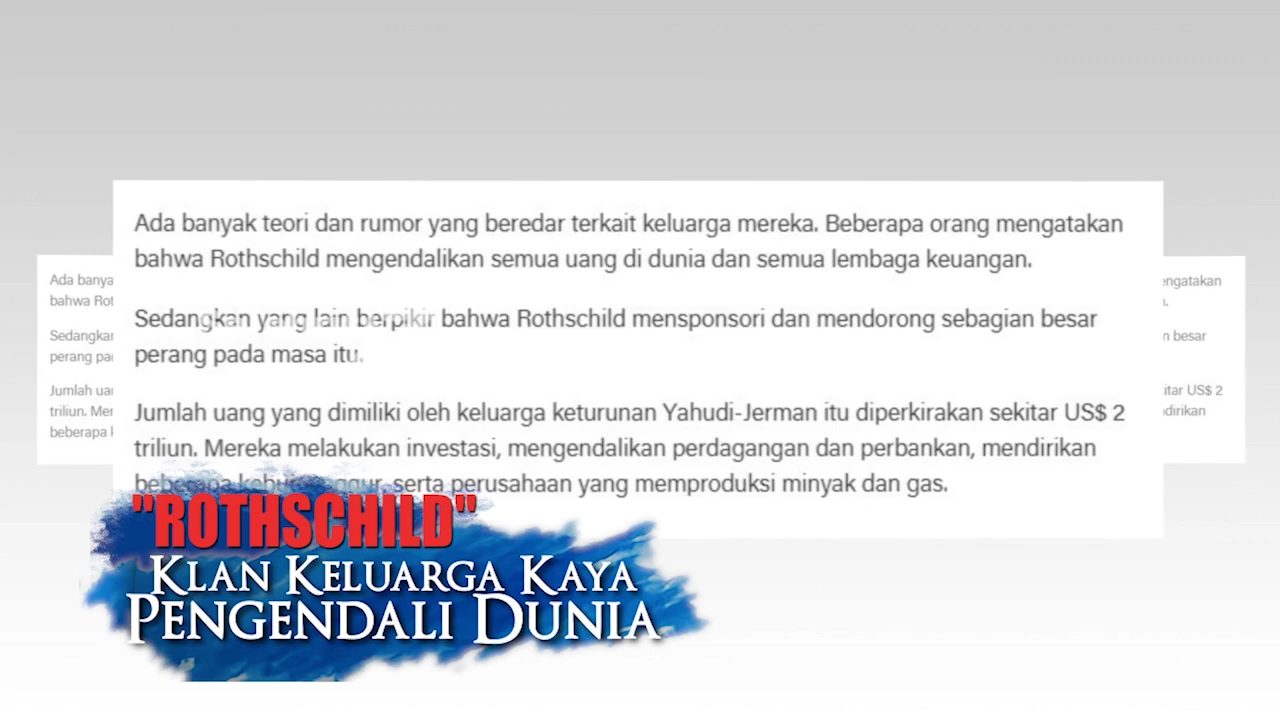 Ada banyak teori dan rumor yang beredar terkait keluarga mereka. Beberapa orang mengatakan
bahwa Rothschild mengendalikan semua uang di dunia dan semua lembaga keuangan.
Sedangkan yang lain berpikir bahwa Rothschild mensponsori dan mendorong sebagian besar
perang pada masa itu.
Jumlah uang yang dimiliki oleh keluarga keturunan Yahudi-Jerman itu diperkirakan sekitar US$ 2
triliun. Mereka melakukan investasi, mengendalikan perdagangan dan perbankan, mendirikan
beberapa kebun anggur, serta perusahaan yang memproduksi minyak dan gas.
"ROTHSCHILD"
KLAN KELUARGA KAYA
PENGENDALI DUNIA